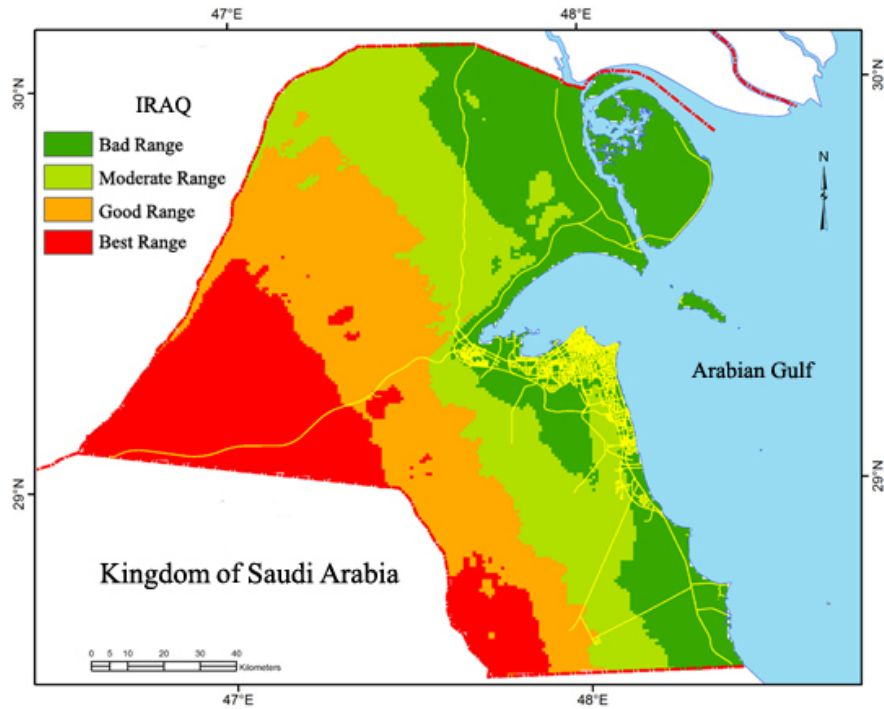 47°E 48°E
30°N 30°N
IRAQ
Bad Range
Moderate Range
Good Range
Best Range
N
Arabian Gulf
29°N 29°N
Kingdom of Saudi Arabia
0 5 10 20 30 40
Kilometers
47°E 48°E